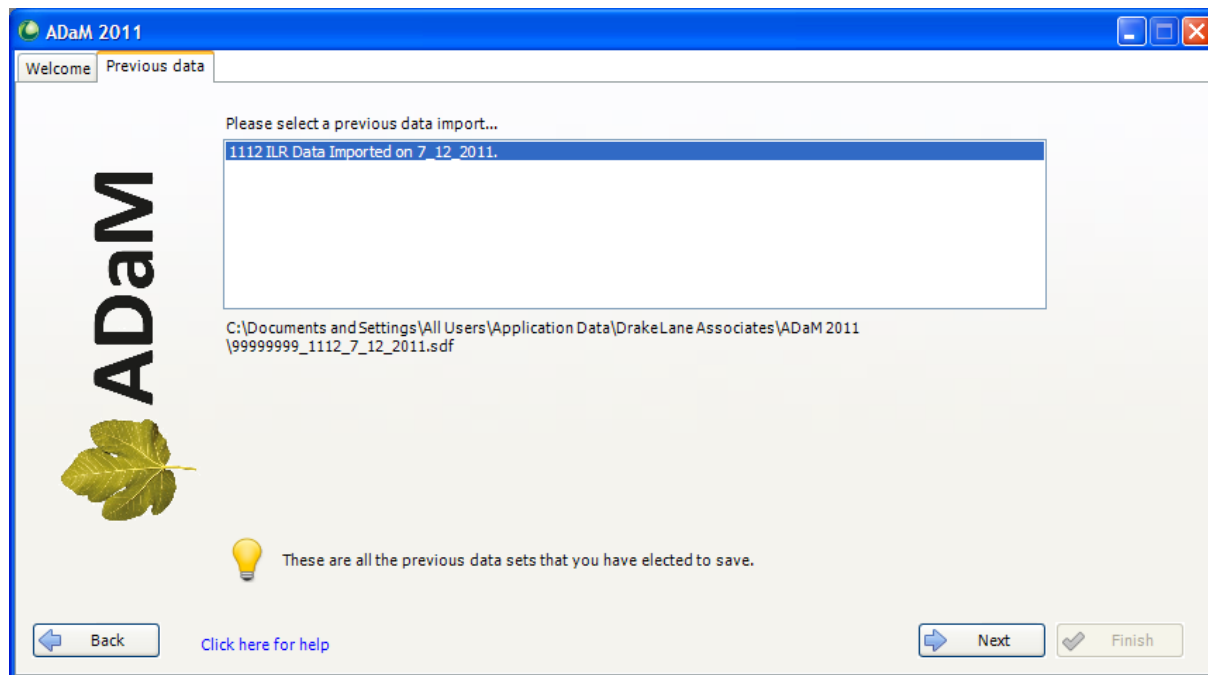 ADaM 2011
Welcome
Previous data
Please select a previous data import...
1112 ILR Data Imported on 7_12_2011.
C:\Documents and Settings\All Users\Application Data\DrakeLane Associates\ADaM 2011
\99999999_1112_7_12_2011.sdf
ADaM
These are all the previous data sets that you have elected to save.
Back
Click here for help
Next
Finish